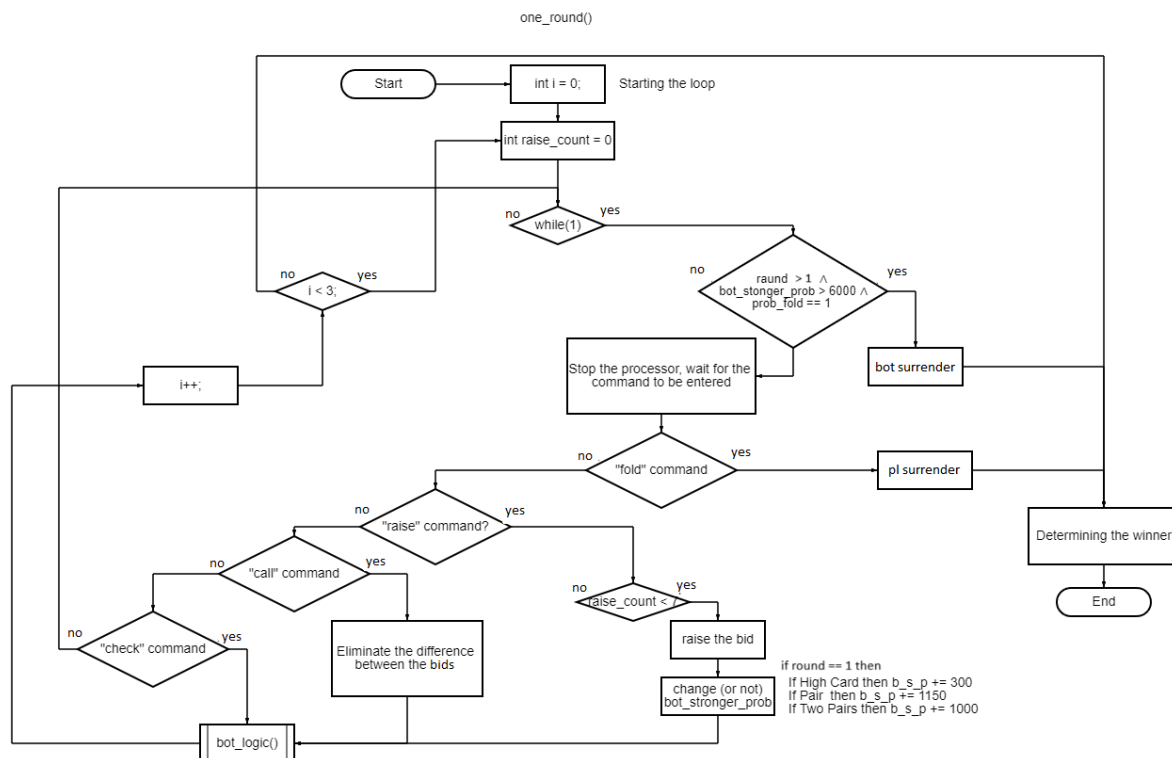 one_round()
Start
int i = 0;
Starting the loop
int raise_count = 0
no
while(1)
yes
no
i < 3;
yes
no
raund > 1 ∧
bot_stonger_prob > 6000 ∧
prob_fold == 1
yes
Stop the processor, wait for the
command to be entered
bot surrender
i++;
no
"fold" command
yes
pl surrender
no
"raise" command?
yes
Determining the winner
no
"call" command
yes
no
raise_count < 7
yes
End
no
"check" command
yes
Eliminate the difference
between the bids
raise the bid
if round == 1 then
change (or not)
bot_stronger_prob
If High Card then b_s_p += 300
If Pair then b_s_p += 1150
If Two Pairs then b_s_p += 1000
bot_logic()